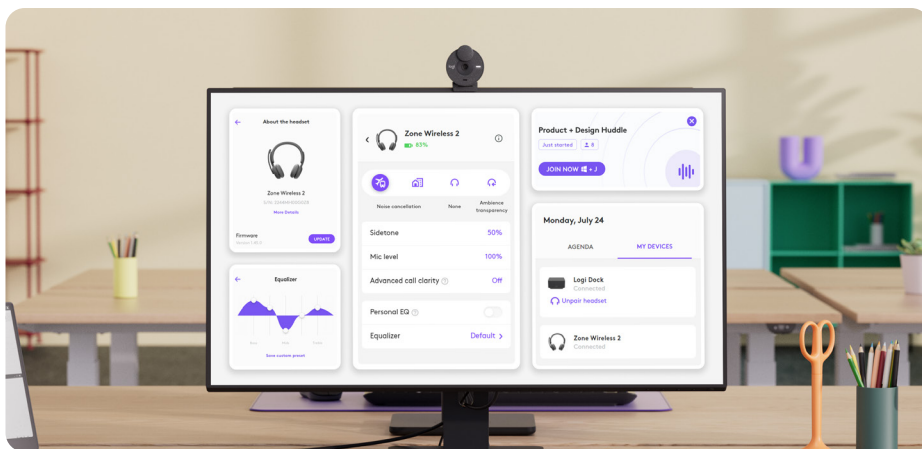 About the headset
Zone Wireless 2
More Details
Firmware
UPDATE
Equalizer
Save custom preset
Zone Wireless 2
85%
Noise cancellation
None
Ambience
transparency
Sidetone
50%
Mic level
100%
Advanced call clarity
Off
Personal EQ
Equalizer
Default
Product + Design Huddle
Just started
8
JOIN NOW + J
Monday, July 24
AGENDA
MY DEVICES
Logi Dock
Connected
Unpair headset
Zone Wireless 2
Connected